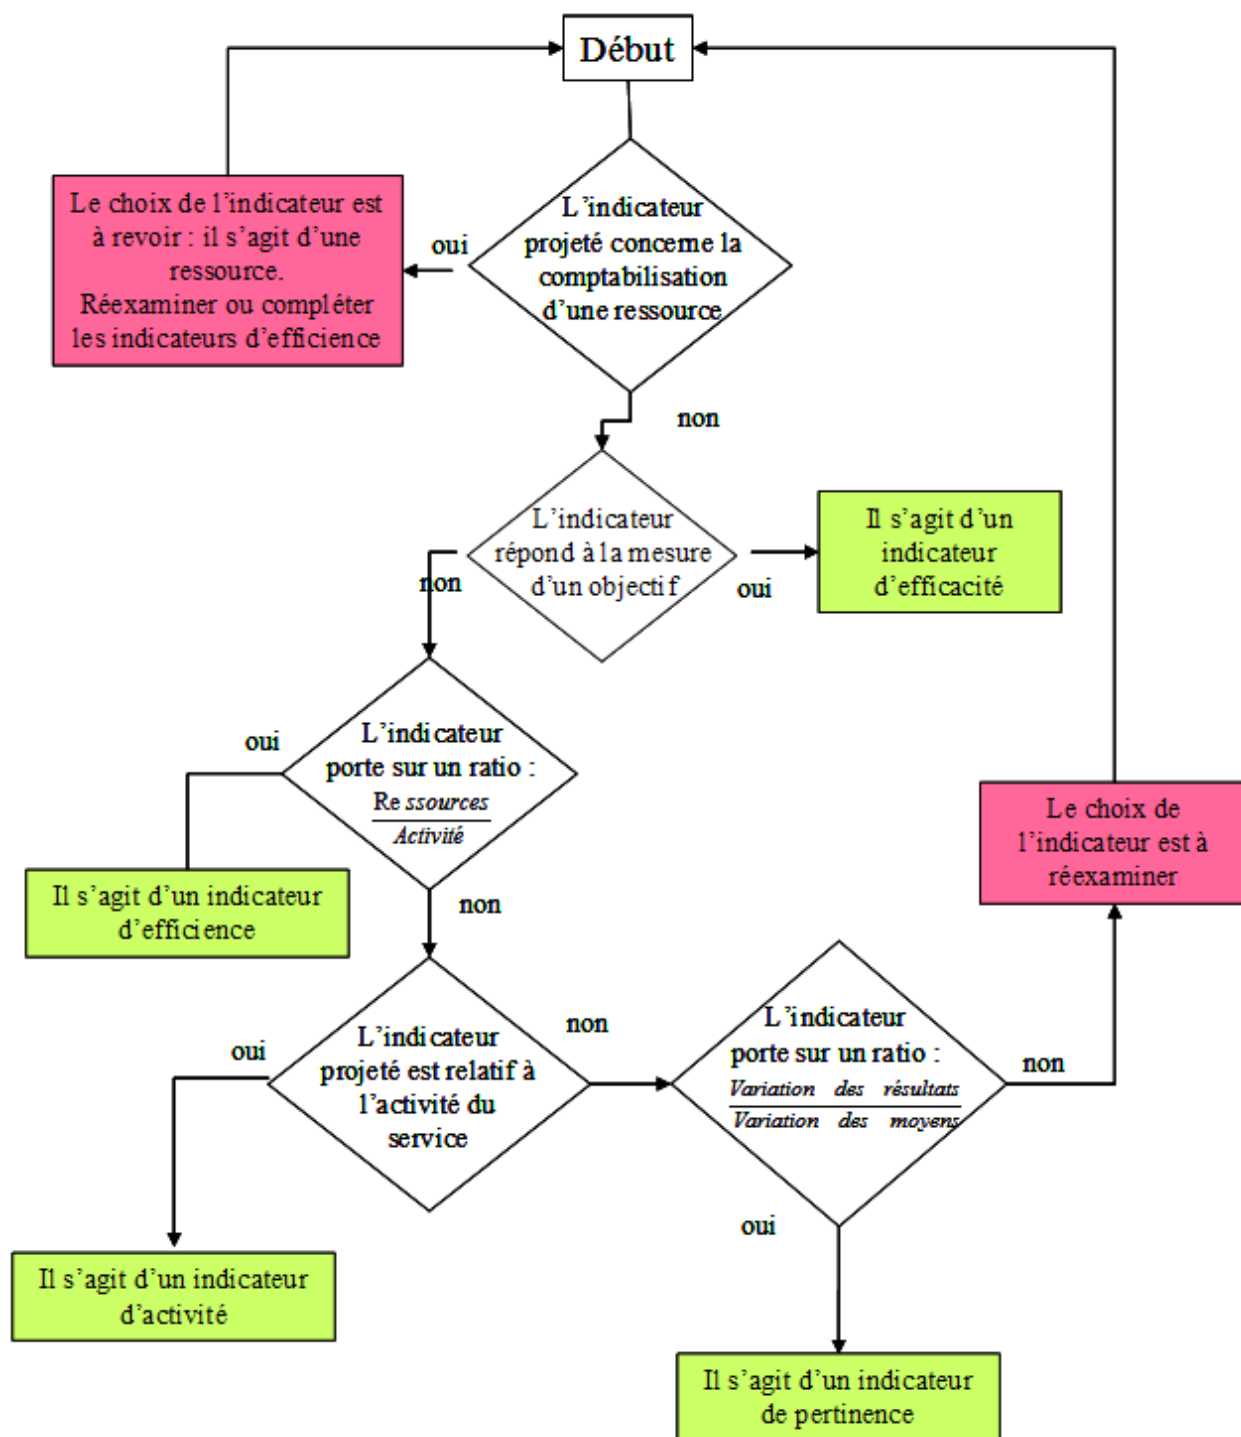 Début
L'indicateur
projeté concerne la
comptabilisation
d'une ressource
oui
Le choix de l'indicateur est
à revoir : il s'agit d'une
ressource.
Réexaminer ou compléter
les indicateurs d'efficience
non
L'indicateur
répond à la mesure
d'un objectif
oui
Il s'agit d'un
indicateur
d'efficacité
non
L'indicateur
porte sur un ratio :
Re ssources
Activité
oui
Il s'agit d'un indicateur
d'efficience
non
L'indicateur
projeté est relatif à
l'activité du
service
oui
Il s'agit d'un indicateur
d'activité
non
L'indicateur
porte sur un ratio :
Variation des résultats
Variation des moyens
non
Le choix de
l'indicateur est à
réexaminer
oui
Il s'agit d'un indicateur
de pertinence